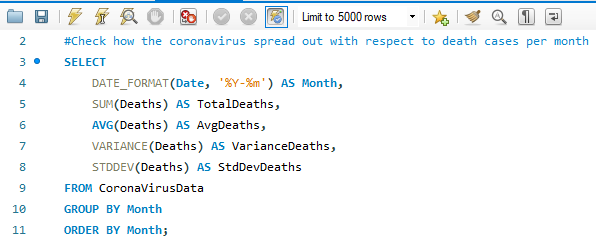 Limit to 5000 rows
2 #Check how the coronavirus spread out with respect to death cases per month
3 SELECT
4 DATE_FORMAT(Date, '%Y-%m') AS Month,
5 SUM(Deaths) AS TotalDeaths,
6 AVG(Deaths) AS AvgDeaths,
7 VARIANCE(Deaths) AS VarianceDeaths,
8 STDDEV(Deaths) AS StdDevDeaths
9 FROM CoronaVirusData
10 GROUP BY Month
11 ORDER BY Month;